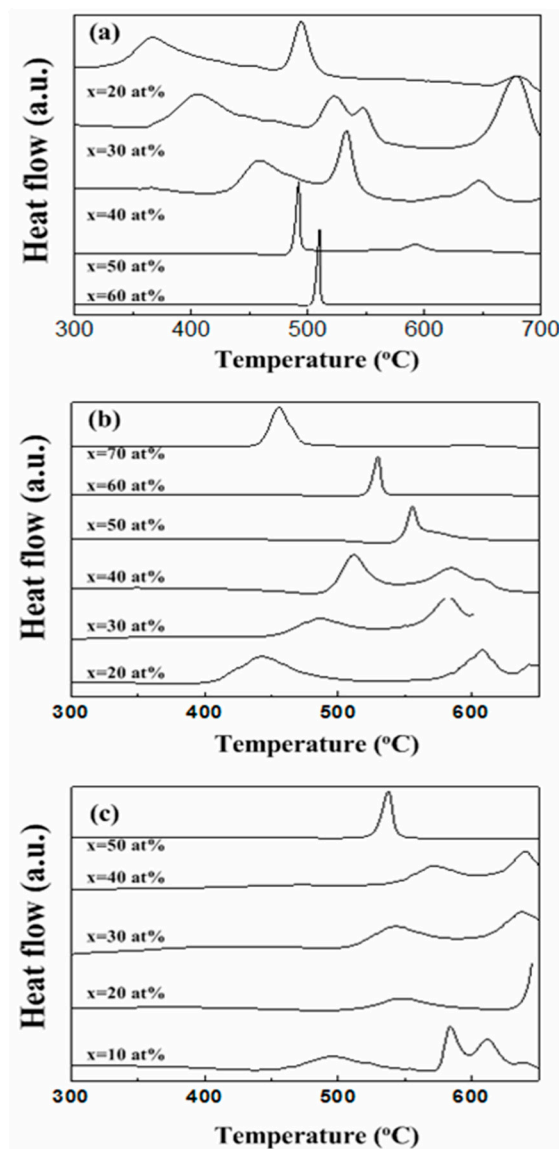 (a)
x=20 at%
x=30 at%
x=40 at%
x=50 at%
x=60 at%
Heat flow (a.u.)
300 400 500 600 700
Temperature (°C)
(b)
x=70 at%
x=60 at%
x=50 at%
x=40 at%
x=30 at%
x=20 at%
Heat flow (a.u.)
300 400 500 600
Temperature (°C)
(c)
x=50 at%
x=40 at%
x=30 at%
x=20 at%
x=10 at%
Heat flow (a.u.)
300 400 500 600
Temperature (°C)